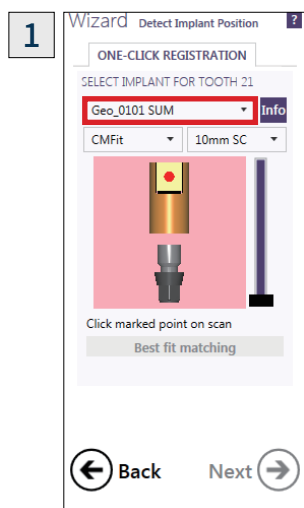 1
Wizard Detect Implant Position ?
ONE-CLICK REGISTRATION
SELECT IMPLANT FOR TOOTH 21
Geo_0101 SUM Info
CMFit 10mm SC
Click marked point on scan
Best fit matching
Back Next